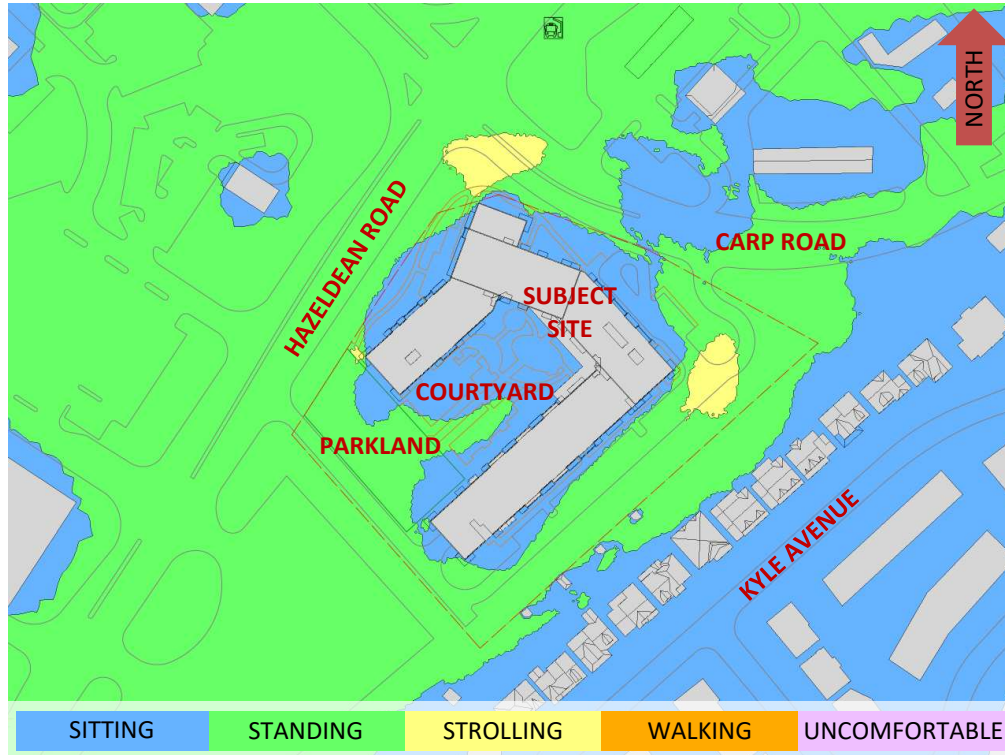 NORTH
HAZELDEAN ROAD
CARP ROAD
SUBJECT
SITE
COURTYARD
PARKLAND
KYLE AVENUE
SITTING
STANDING
STROLLING
WALKING
UNCOMFORTABLE